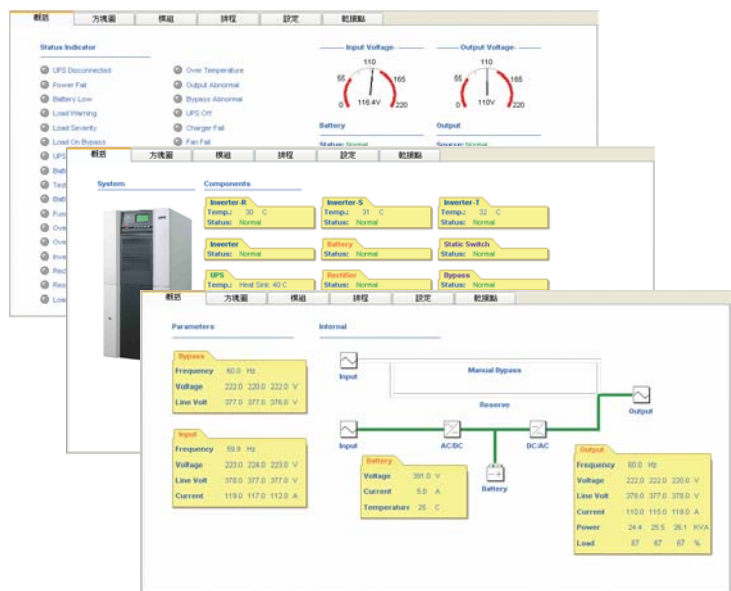 概括 方塊圖 模組 排程 設定 乾接點
Status Indicator
UPS Disconnected
Power Fail
Battery Low
Load Warning
Load Severity
Load On Bypass
UPS
Over Temperature
Output Abnormal
Bypass Abnormal
UPS Off
Charger Fail
Fan Fail
Input Voltage
110
55 165
0 116.4V 220
Output Voltage
110
55 165
0 110V 220
Battery
Status: Normal
Output
Source: Normal
概括 方塊圖 模組 排程 設定 乾接點
System
Components
Inverter-R
Temp.: 30 C
Status: Normal
Inverter-S
Temp.: 31 C
Status: Normal
Inverter-T
Temp.: 32 C
Status: Normal
Inverter
Status: Normal
Battery
Status: Normal
Static Switch
Status: Normal
UPS
Temp.: Heat Sink: 40 C
Rectifier
Status: Normal
Bypass
Status: Normal
概括 方塊圖 模組 排程 設定 乾接點
Parameters
Bypass
Frequency 60.0 Hz
Voltage 222.0 220.0 222.0 V
Line Volt 377.0 377.0 376.0 V
Input
Frequency 59.9 Hz
Voltage 223.0 224.0 223.0 V
Line Volt 378.0 377.0 377.0 V
Current 119.0 117.0 112.0 A
Internal
Input
Manual Bypass
Reserve
Output
Input
AC/DC
DC/AC
Battery
Battery
Voltage 391.0 V
Current 5.0 A
Temperature 25 C
Output
Frequency 60.0 Hz
Voltage 222.0 222.0 220.0 V
Line Volt 378.0 377.0 378.0 V
Current 110.0 115.0 118.0 A
Power 24.4 25.5 26.1 KVA
Load 67 67 67 %